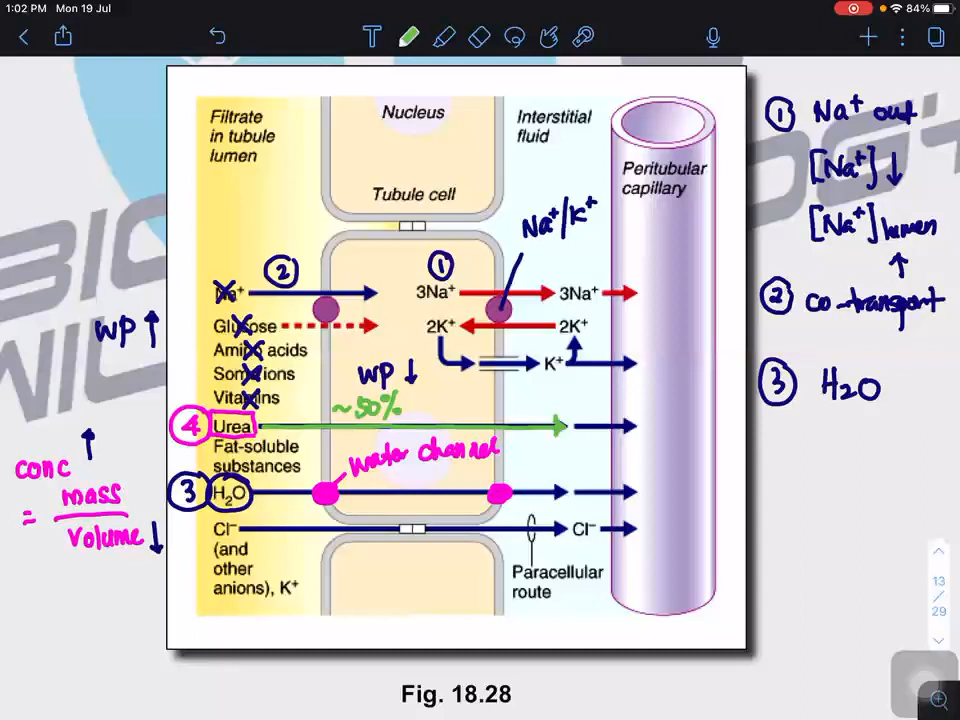 1:02 PM Mon 19 Jul
84%
T
Filtrate
in tubule
lumen
Nucleus
Tubule cell
Interstitial
fluid
Peritubular
capillary
① Na⁺ out
[Na⁺] ↓
[Na⁺] lumen
↑
② co-transport
③ H₂O
Na⁺/K⁺
②
①
Na⁺
3Na⁺
3Na⁺
Glucose
2K⁺
2K⁺
Amino acids
K⁺
Some ions
Vitamins
WP ↑
WP ↓
~50%
④ Urea
Fat-soluble
substances
water channel
③ H₂O
conc ↑
= mass
volume ↓
Cl⁻
(and
other
anions), K⁺
Cl⁻
Paracellular
route
13
/
29
Fig. 18.28